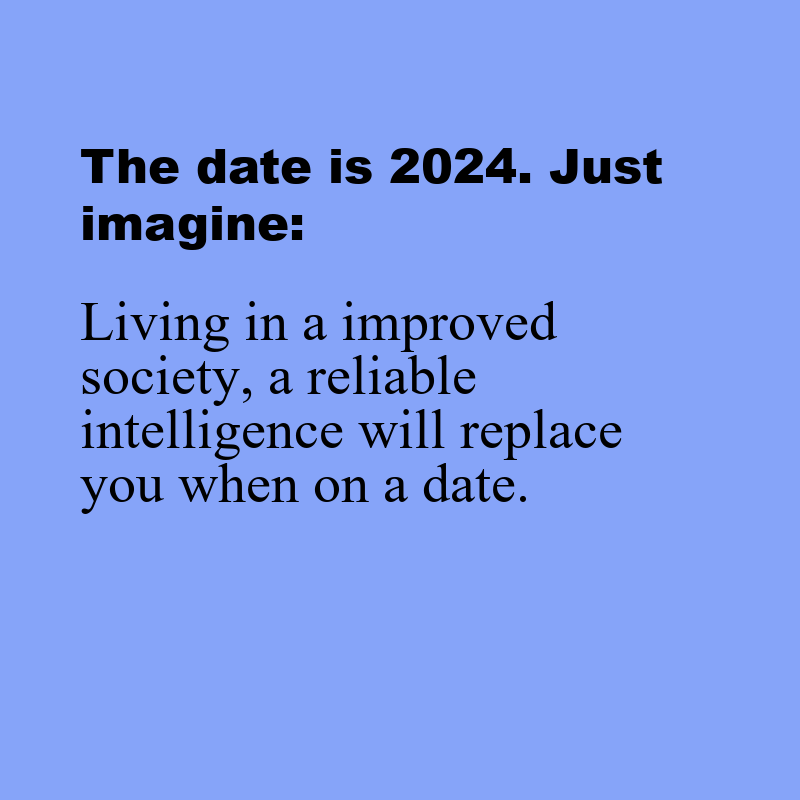 The date is 2024. Just
imagine:
Living in a improved
society, a reliable
intelligence will replace
you when on a date.